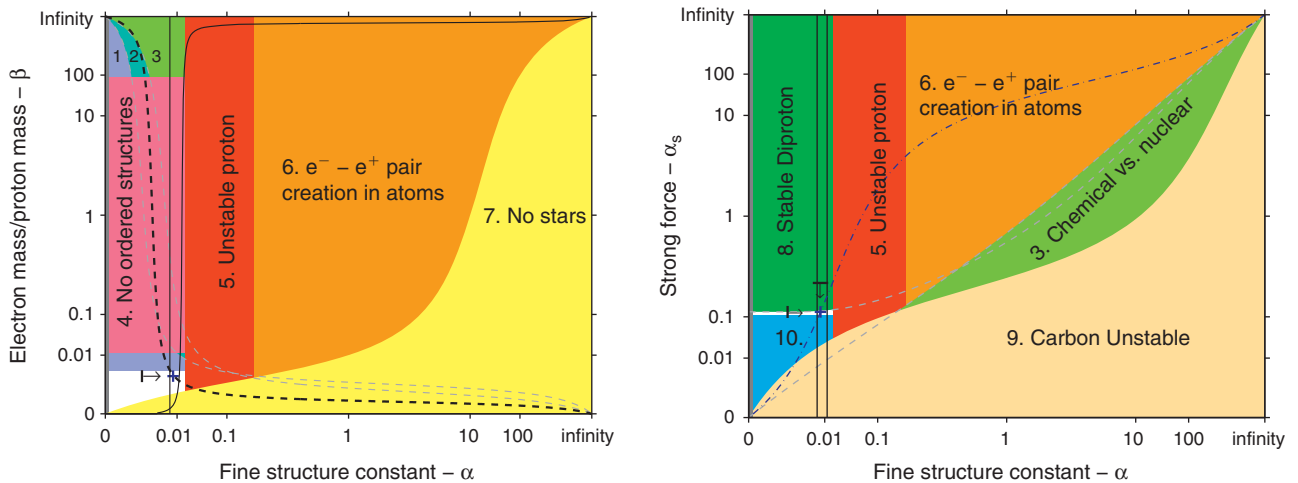 Infinity
100
10
1
0.1
0.01
0
Electron mass/proton mass – β
1
2
3
4. No ordered structures
5. Unstable proton
6. e⁻ – e⁺ pair
creation in atoms
7. No stars
0
0.01
0.1
1
10
100
infinity
Fine structure constant – α
Infinity
100
10
1
0.1
0.01
0
Strong force – αₛ
8. Stable Diproton
5. Unstable proton
6. e⁻ – e⁺ pair
creation in atoms
3. Chemical vs. nuclear
10.
9. Carbon Unstable
0
0.01
0.1
1
10
100
infinity
Fine structure constant – α